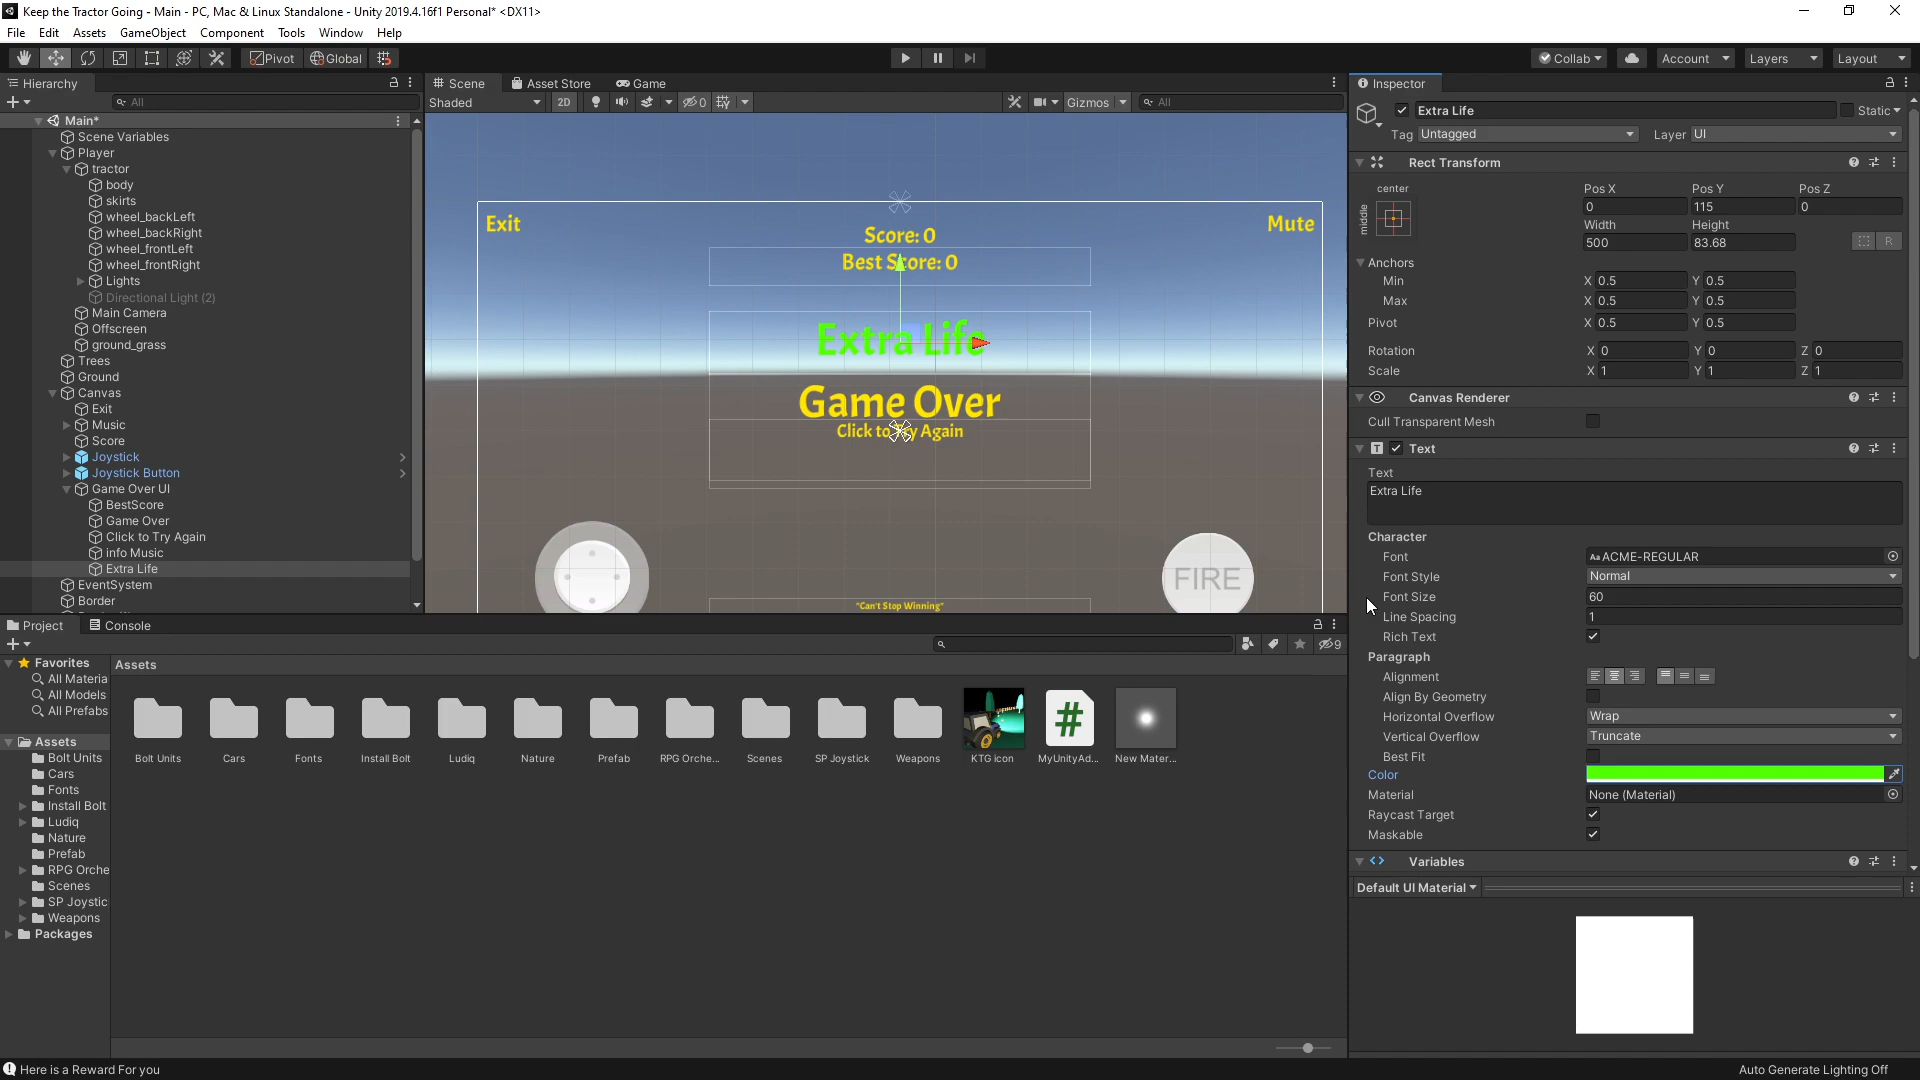 Keep the Tractor Going - Main - PC, Mac & Linux Standalone - Unity 2019.4.16f1 Personal* <DX11>
File Edit Assets GameObject Component Tools Window Help
Pivot Global Collab Account Layers Layout
Hierarchy
All
Main*
Scene Variables
Player
tractor
body
skirts
wheel_backLeft
wheel_backRight
wheel_frontLeft
wheel_frontRight
Lights
Directional Light (2)
Main Camera
Offscreen
ground_grass
Trees
Ground
Canvas
Exit
Music
Score
Joystick
Joystick Button
Game Over UI
BestScore
Game Over
Click to Try Again
info Music
Extra Life
EventSystem
Border
Scene Asset Store Game
Shaded 2D 0 Gizmos All
Exit
Score: 0
Mute
Best Score: 0
Extra Life
Game Over
Click to Try Again
FIRE
"Can't Stop Winning"
Inspector
Extra Life Static
Tag Untagged Layer UI
Rect Transform
center
middle
Pos X Pos Y Pos Z
0 115 0
Width Height
500 83.68
R
Anchors
Min X 0.5 Y 0.5
Max X 0.5 Y 0.5
Pivot X 0.5 Y 0.5
Rotation X 0 Y 0 Z 0
Scale X 1 Y 1 Z 1
Canvas Renderer
Cull Transparent Mesh
Text
Text
Extra Life
Character
Font Aa ACME-REGULAR
Font Style Normal
Font Size 60
Line Spacing 1
Rich Text
Paragraph
Alignment
Align By Geometry
Horizontal Overflow Wrap
Vertical Overflow Truncate
Best Fit
Color
Material None (Material)
Raycast Target
Maskable
Variables
Default UI Material
Project Console
9
Favorites
All Materia
All Models
All Prefabs
Assets
Bolt Units
Cars
Fonts
Install Bolt
Ludiq
Nature
Prefab
RPG Orche
Scenes
SP Joystic
Weapons
Packages
Assets
Bolt Units Cars Fonts Install Bolt Ludiq Nature Prefab RPG Orche... Scenes SP Joystick Weapons KTG icon MyUnityAd... New Mater...
Here is a Reward For you
Auto Generate Lighting Off